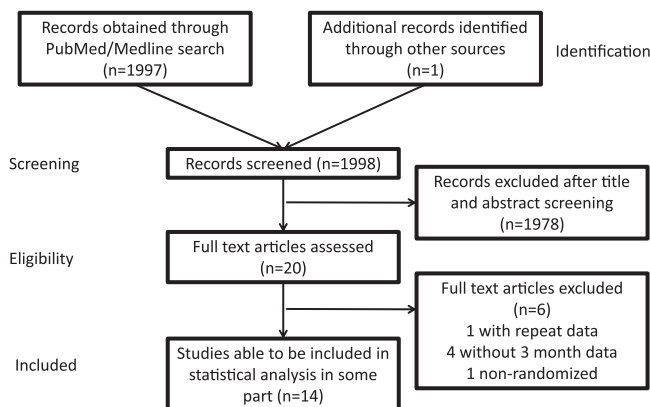 Records obtained through
PubMed/Medline search
(n=1997)
Additional records identified
through other sources
(n=1)
Identification
Screening
Records screened (n=1998)
Records excluded after title
and abstract screening
(n=1978)
Eligibility
Full text articles assessed
(n=20)
Full text articles excluded
(n=6)
1 with repeat data
4 without 3 month data
1 non-randomized
Included
Studies able to be included in
statistical analysis in some
part (n=14)